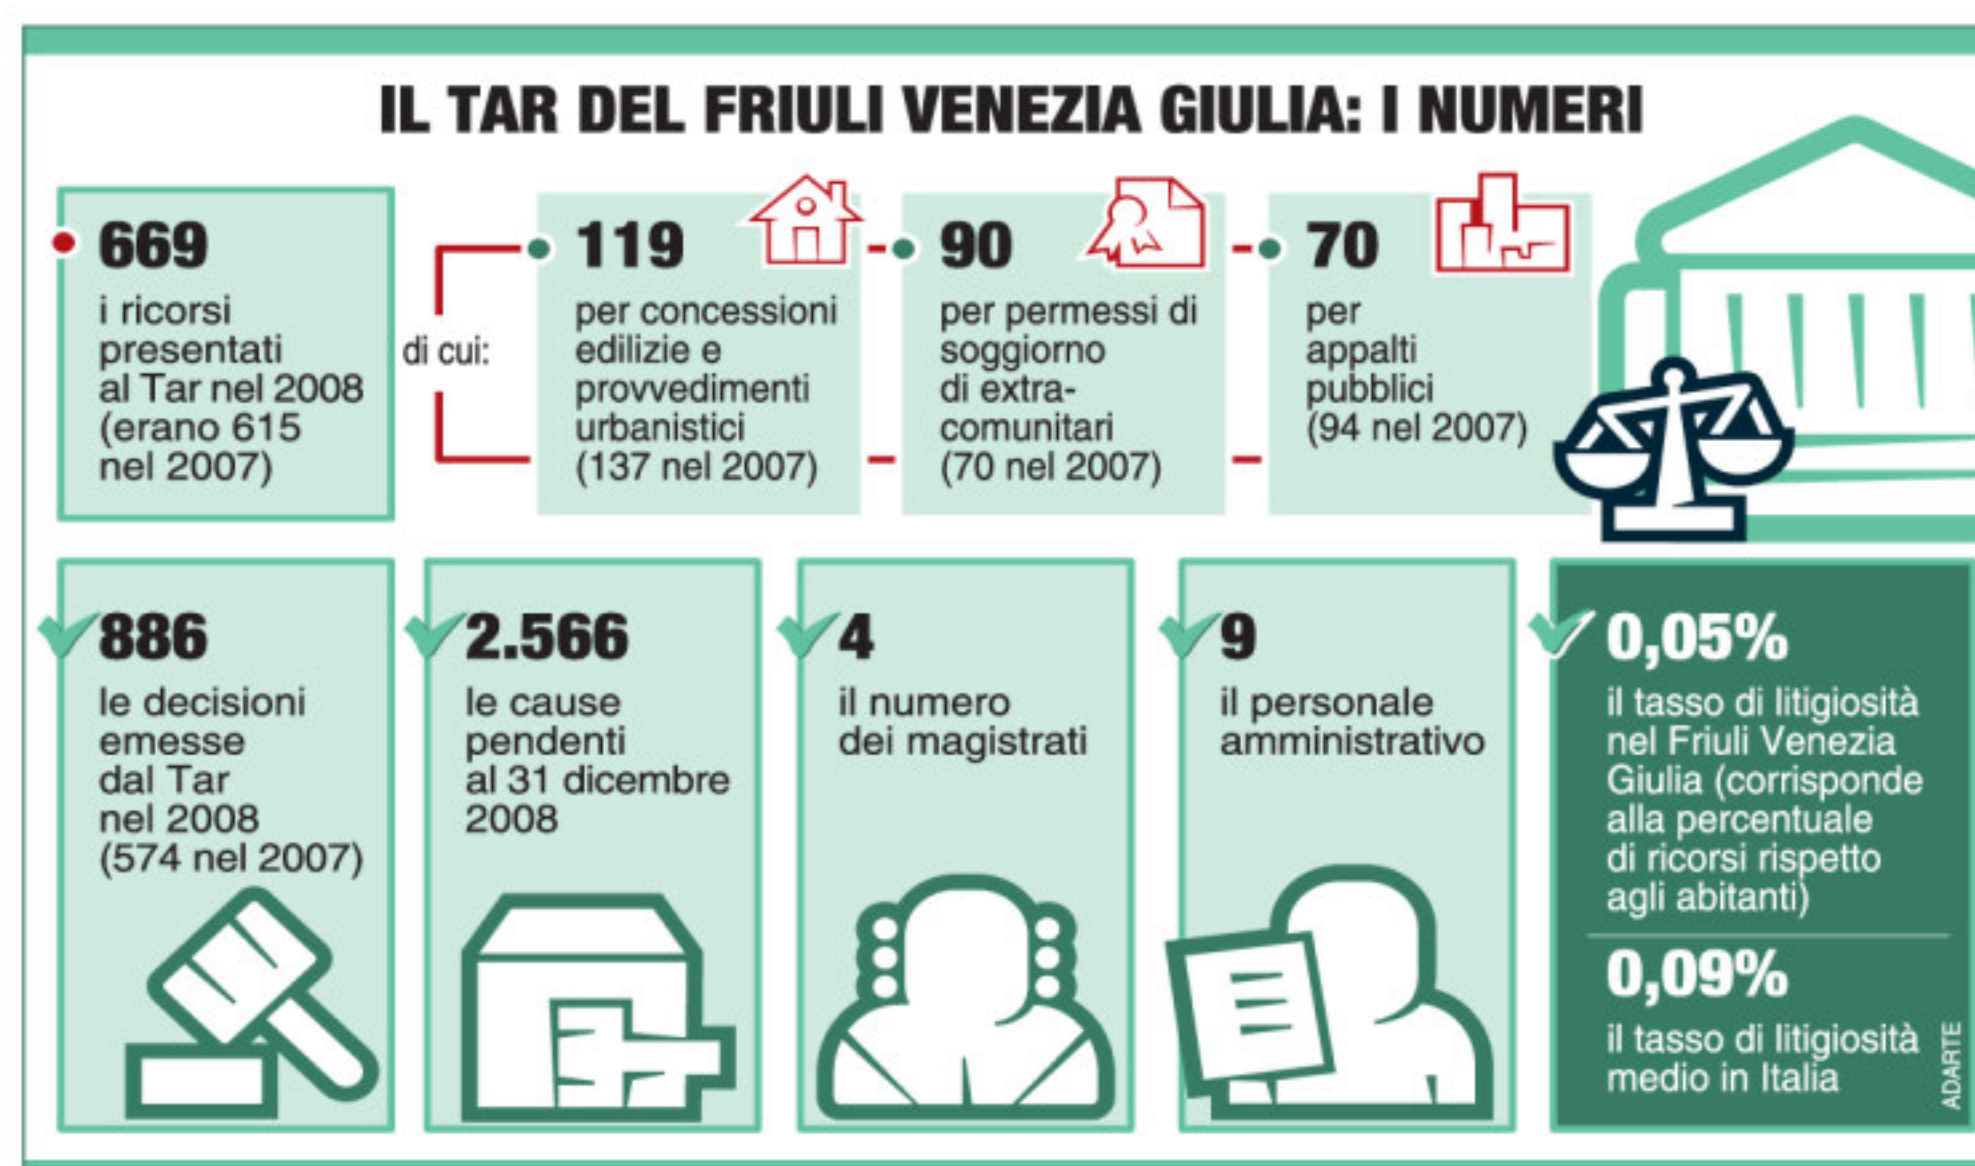 IL TAR DEL FRIULI VENEZIA GIULIA: I NUMERI
669
i ricorsi
presentati
al Tar nel 2008
(erano 615
nel 2007)
di cui:
119
per concessioni
edilizie e
provvedimenti
urbanistici
(137 nel 2007)
90
per permessi di
soggiorno
di extra-
comunitari
(70 nel 2007)
70
per
appalti
pubblici
(94 nel 2007)
886
le decisioni
emesse
dal Tar
nel 2008
(574 nel 2007)
2.566
le cause
pendenti
al 31 dicembre
2008
4
il numero
dei magistrati
9
il personale
amministrativo
0,05%
il tasso di litigiosità
nel Friuli Venezia
Giulia (corrisponde
alla percentuale
di ricorsi rispetto
agli abitanti)
0,09%
il tasso di litigiosità
medio in Italia
ADARTE